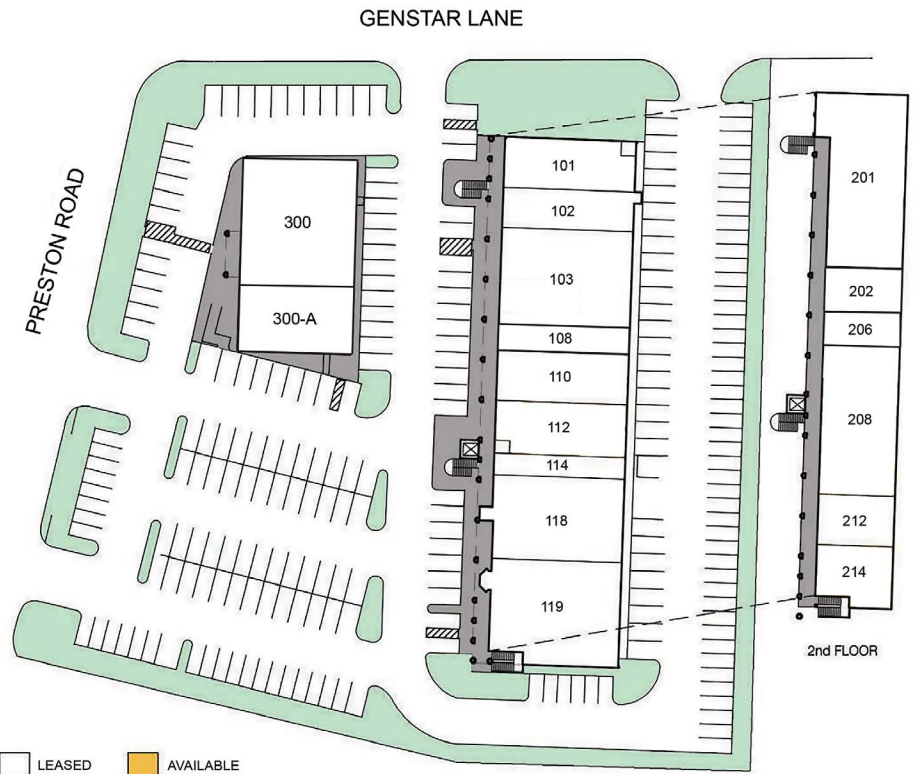 GENSTAR LANE
PRESTON ROAD
300
300-A
101
102
103
108
110
112
114
118
119
201
202
206
208
212
214
2nd FLOOR
LEASED
AVAILABLE